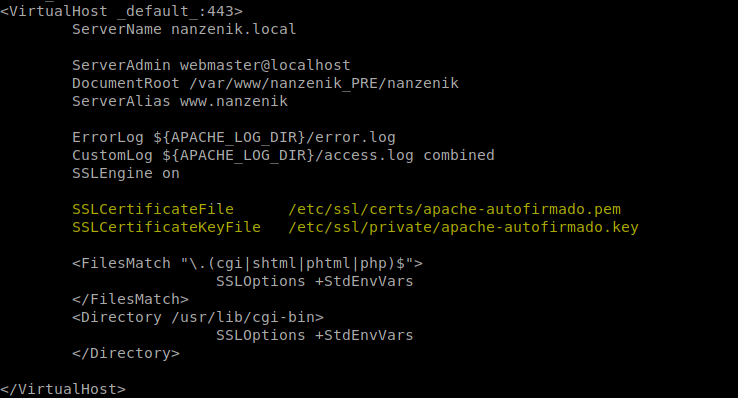 <VirtualHost _default_:443>
ServerName nanzenik.local
ServerAdmin webmaster@localhost
DocumentRoot /var/www/nanzenik_PRE/nanzenik
ServerAlias www.nanzenik
ErrorLog ${APACHE_LOG_DIR}/error.log
CustomLog ${APACHE_LOG_DIR}/access.log combined
SSLEngine on
SSLCertificateFile /etc/ssl/certs/apache-autofirmado.pem
SSLCertificateKeyFile /etc/ssl/private/apache-autofirmado.key
<FilesMatch "\.(cgi|shtml|phtml|php)$">
SSLOptions +StdEnvVars
</FilesMatch>
<Directory /usr/lib/cgi-bin>
SSLOptions +StdEnvVars
</Directory>
</VirtualHost>